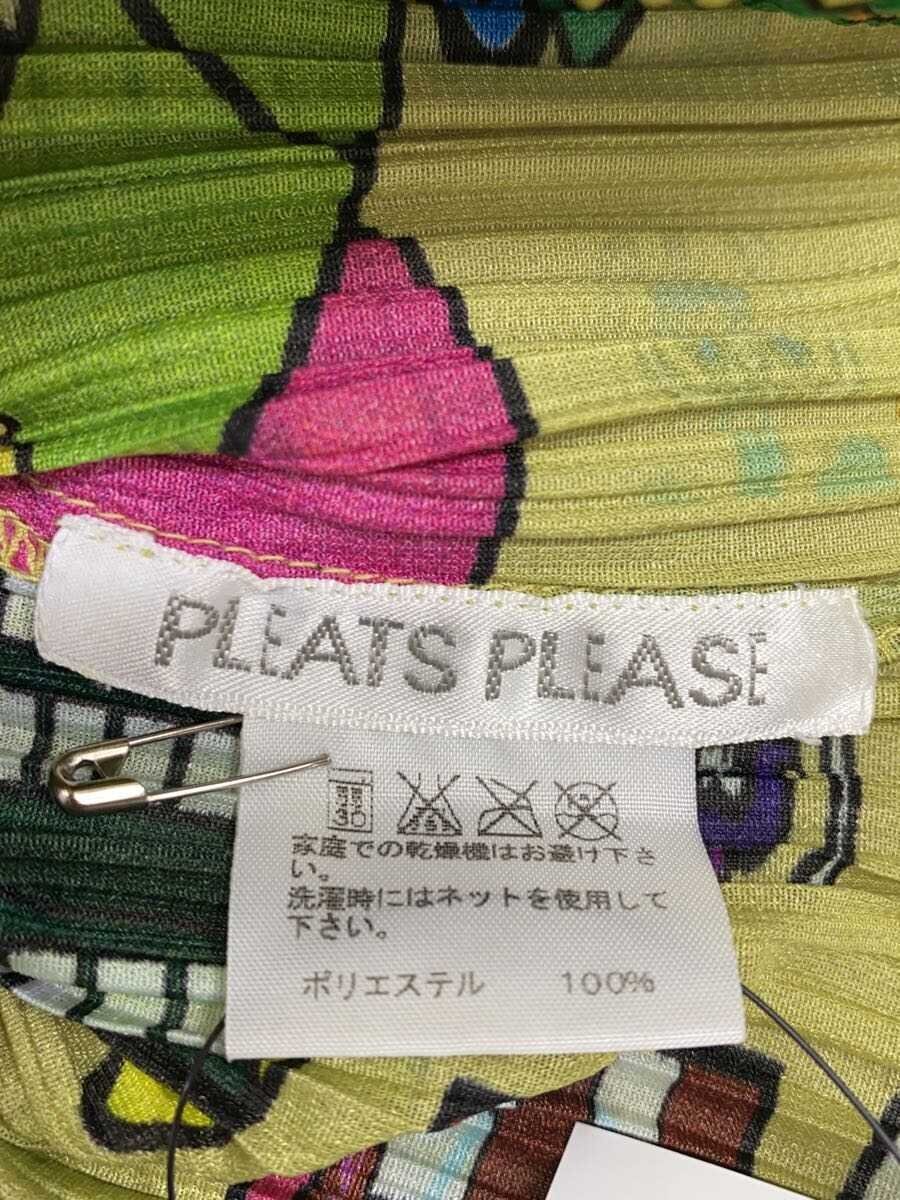 PLEATS PLEASE
弱
30
家庭での乾燥機はお避け下さ
い。
洗濯時にはネットを使用して
下さい。
ポリエステル 100%